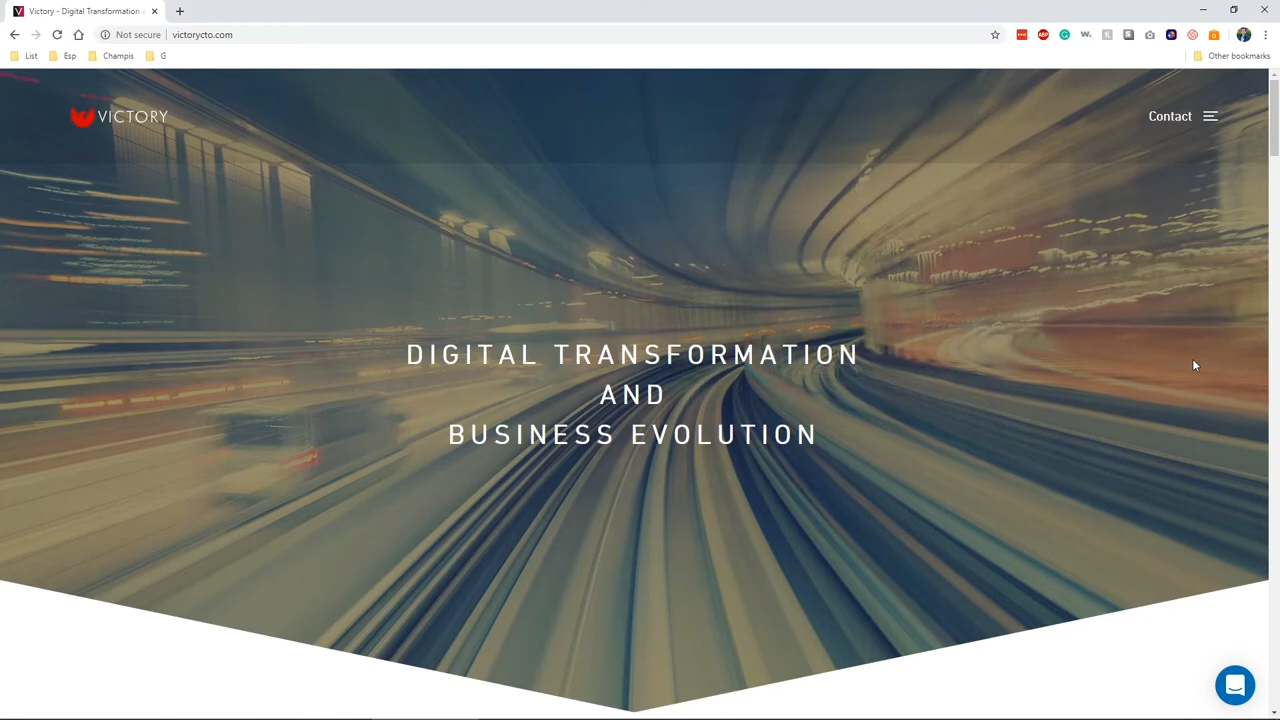 Victory - Digital Transformation
Not secure | victorycto.com
List
Esp
Champis
G
Other bookmarks
VICTORY
Contact
DIGITAL TRANSFORMATION
AND
BUSINESS EVOLUTION